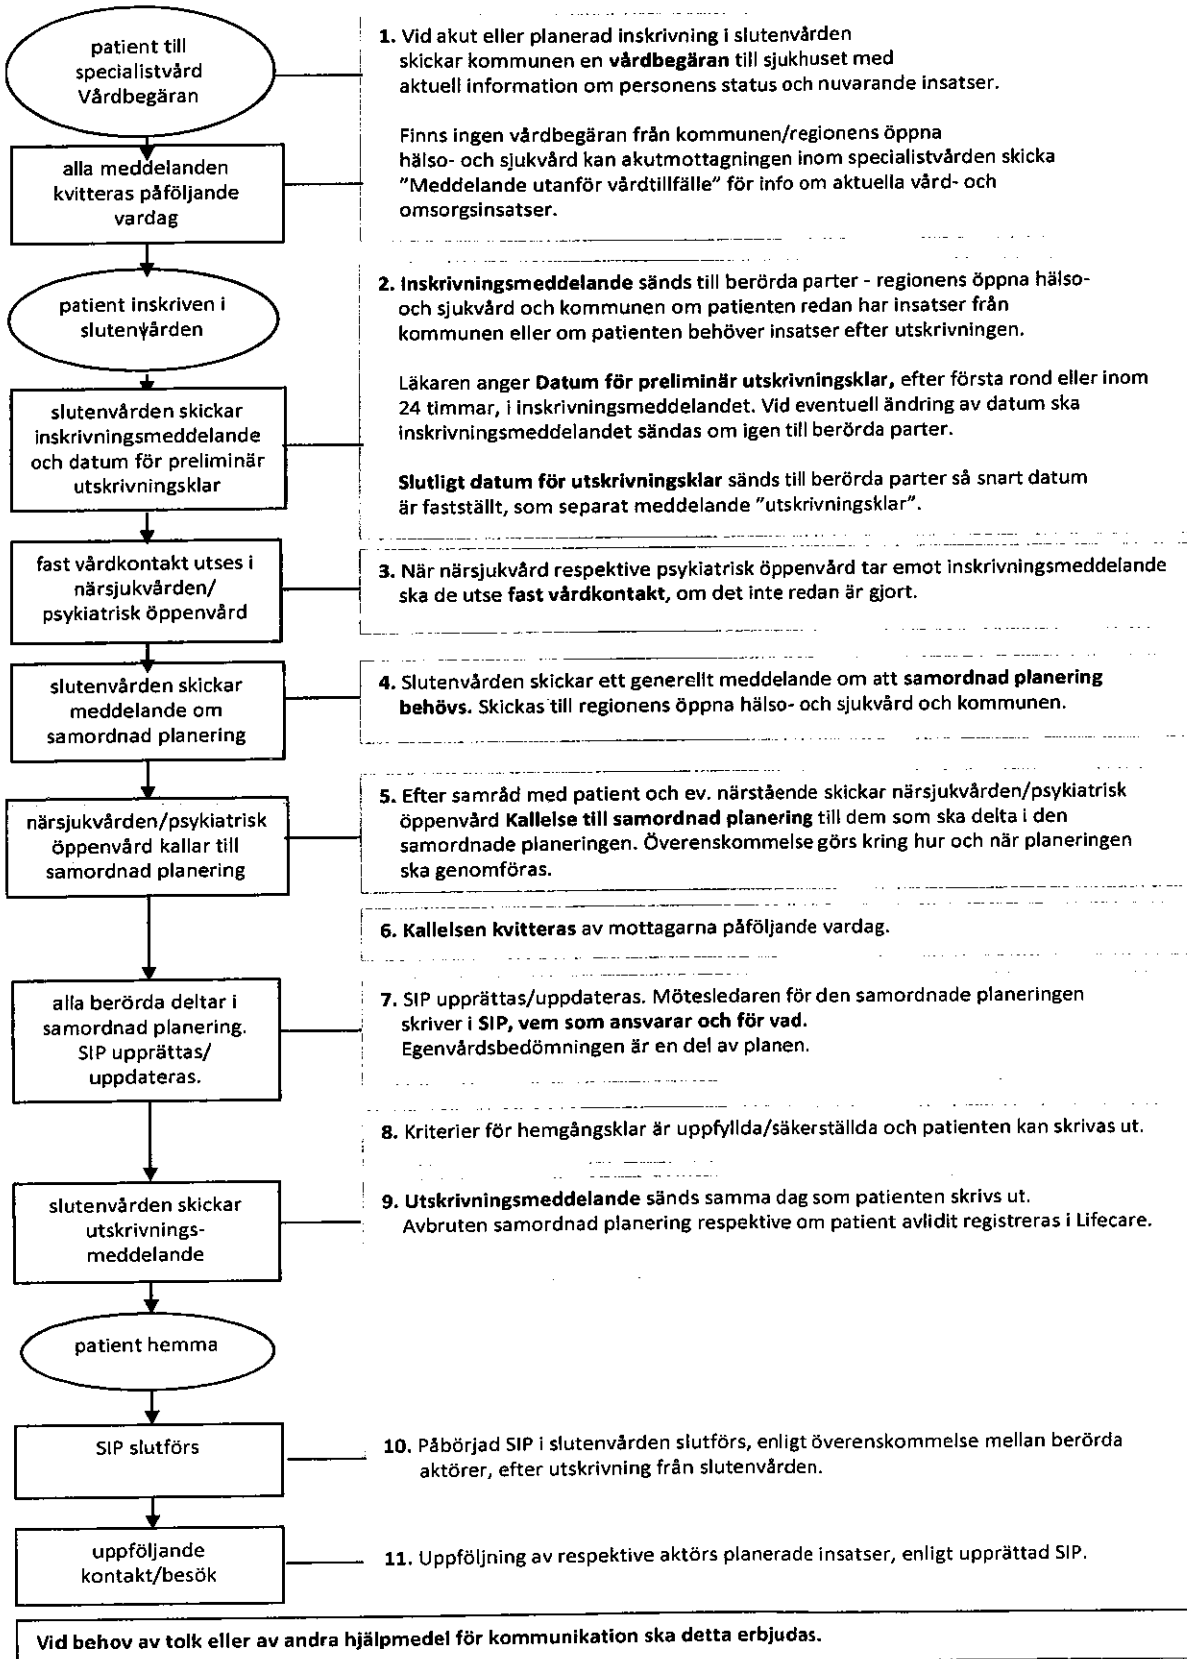 patient till
specialistvård
Vårdbegäran
1. Vid akut eller planerad inskrivning i slutenvården
skickar kommunen en vårdbegäran till sjukhuset med
aktuell information om personens status och nuvarande insatser.
Finns ingen vårdbegäran från kommunen/regionens öppna
hälso- och sjukvård kan akutmottagningen inom specialistvården skicka
"Meddelande utanför vårdtillfälle" för info om aktuella vård- och
omsorgsinsatser.
alla meddelanden
kvitteras påföljande
vardag
patient inskriven i
slutenvården
2. Inskrivningsmeddelande sänds till berörda parter - regionens öppna hälso-
och sjukvård och kommunen om patienten redan har insatser från
kommunen eller om patienten behöver insatser efter utskrivningen.
Läkaren anger Datum för preliminär utskrivningsklar, efter första rond eller inom
24 timmar, i inskrivningsmeddelandet. Vid eventuell ändring av datum ska
inskrivningsmeddelandet sändas om igen till berörda parter.
Slutligt datum för utskrivningsklar sänds till berörda parter så snart datum
är fastställt, som separat meddelande "utskrivningsklar".
slutenvården skickar
inskrivningsmeddelande
och datum för preliminär
utskrivningsklar
fast vårdkontakt utses i
närsjukvården/
psykiatrisk öppenvård
3. När närsjukvård respektive psykiatrisk öppenvård tar emot inskrivningsmeddelande
ska de utse fast vårdkontakt, om det inte redan är gjort.
slutenvården skickar
meddelande om
samordnad planering
4. Slutenvården skickar ett generellt meddelande om att samordnad planering
behövs. Skickas till regionens öppna hälso- och sjukvård och kommunen.
närsjukvården/psykiatrisk
öppenvård kallar till
samordnad planering
5. Efter samråd med patient och ev. närstående skickar närsjukvården/psykiatrisk
öppenvård Kallelse till samordnad planering till dem som ska delta i den
samordnade planeringen. Överenskommelse görs kring hur och när planeringen
ska genomföras.
6. Kallelsen kvitteras av mottagarna påföljande vardag.
alla berörda deltar i
samordnad planering.
SIP upprättas/
uppdateras.
7. SIP upprättas/uppdateras. Mötesledaren för den samordnade planeringen
skriver i SIP, vem som ansvarar och för vad.
Egenvårdsbedömningen är en del av planen.
8. Kriterier för hemgångsklar är uppfyllda/säkerställda och patienten kan skrivas ut.
slutenvården skickar
utskrivnings-
meddelande
9. Utskrivningsmeddelande sänds samma dag som patienten skrivs ut.
Avbruten samordnad planering respektive om patient avlidit registreras i Lifecare.
patient hemma
SIP slutförs
10. Påbörjad SIP i slutenvården slutförs, enligt överenskommelse mellan berörda
aktörer, efter utskrivning från slutenvården.
uppföljande
kontakt/besök
11. Uppföljning av respektive aktörs planerade insatser, enligt upprättad SIP.
Vid behov av tolk eller av andra hjälpmedel för kommunikation ska detta erbjudas.